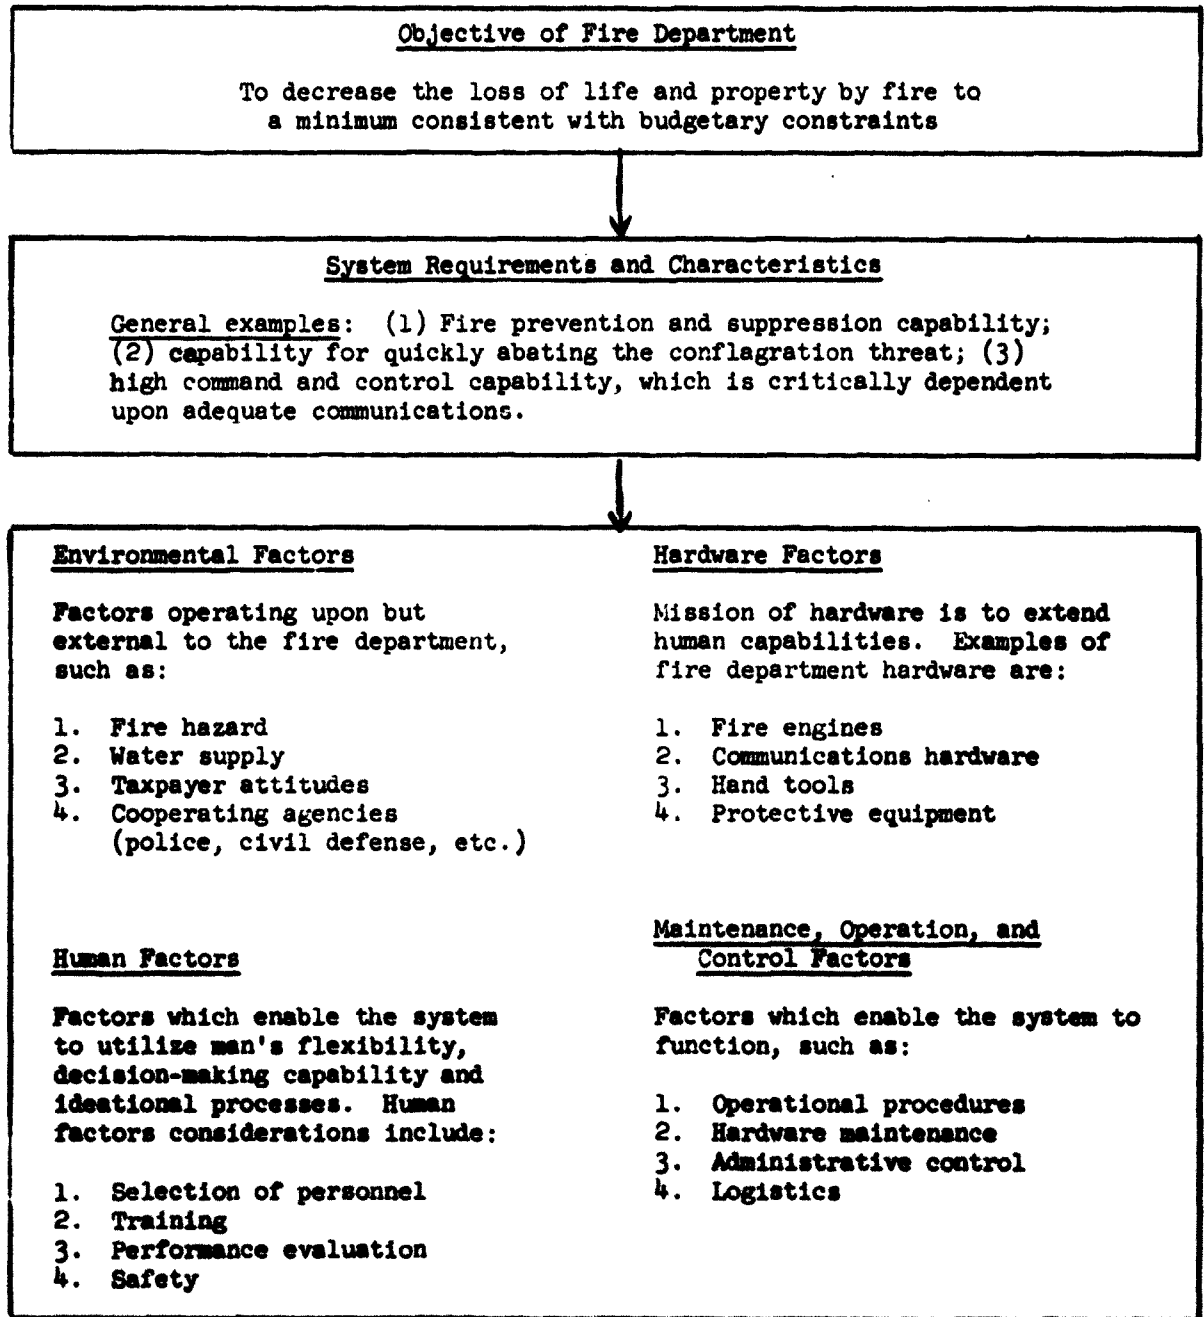 Objective of Fire Department
To decrease the loss of life and property by fire to
a minimum consistent with budgetary constraints
System Requirements and Characteristics
General examples: (1) Fire prevention and suppression capability;
(2) capability for quickly abating the conflagration threat; (3)
high command and control capability, which is critically dependent
upon adequate communications.
Environmental Factors
Factors operating upon but
external to the fire department,
such as:
1. Fire hazard
2. Water supply
3. Taxpayer attitudes
4. Cooperating agencies
(police, civil defense, etc.)
Hardware Factors
Mission of hardware is to extend
human capabilities. Examples of
fire department hardware are:
1. Fire engines
2. Communications hardware
3. Hand tools
4. Protective equipment
Human Factors
Factors which enable the system
to utilize man's flexibility,
decision-making capability and
ideational processes. Human
factors considerations include:
1. Selection of personnel
2. Training
3. Performance evaluation
4. Safety
Maintenance, Operation, and
Control Factors
Factors which enable the system to
function, such as:
1. Operational procedures
2. Hardware maintenance
3. Administrative control
4. Logistics